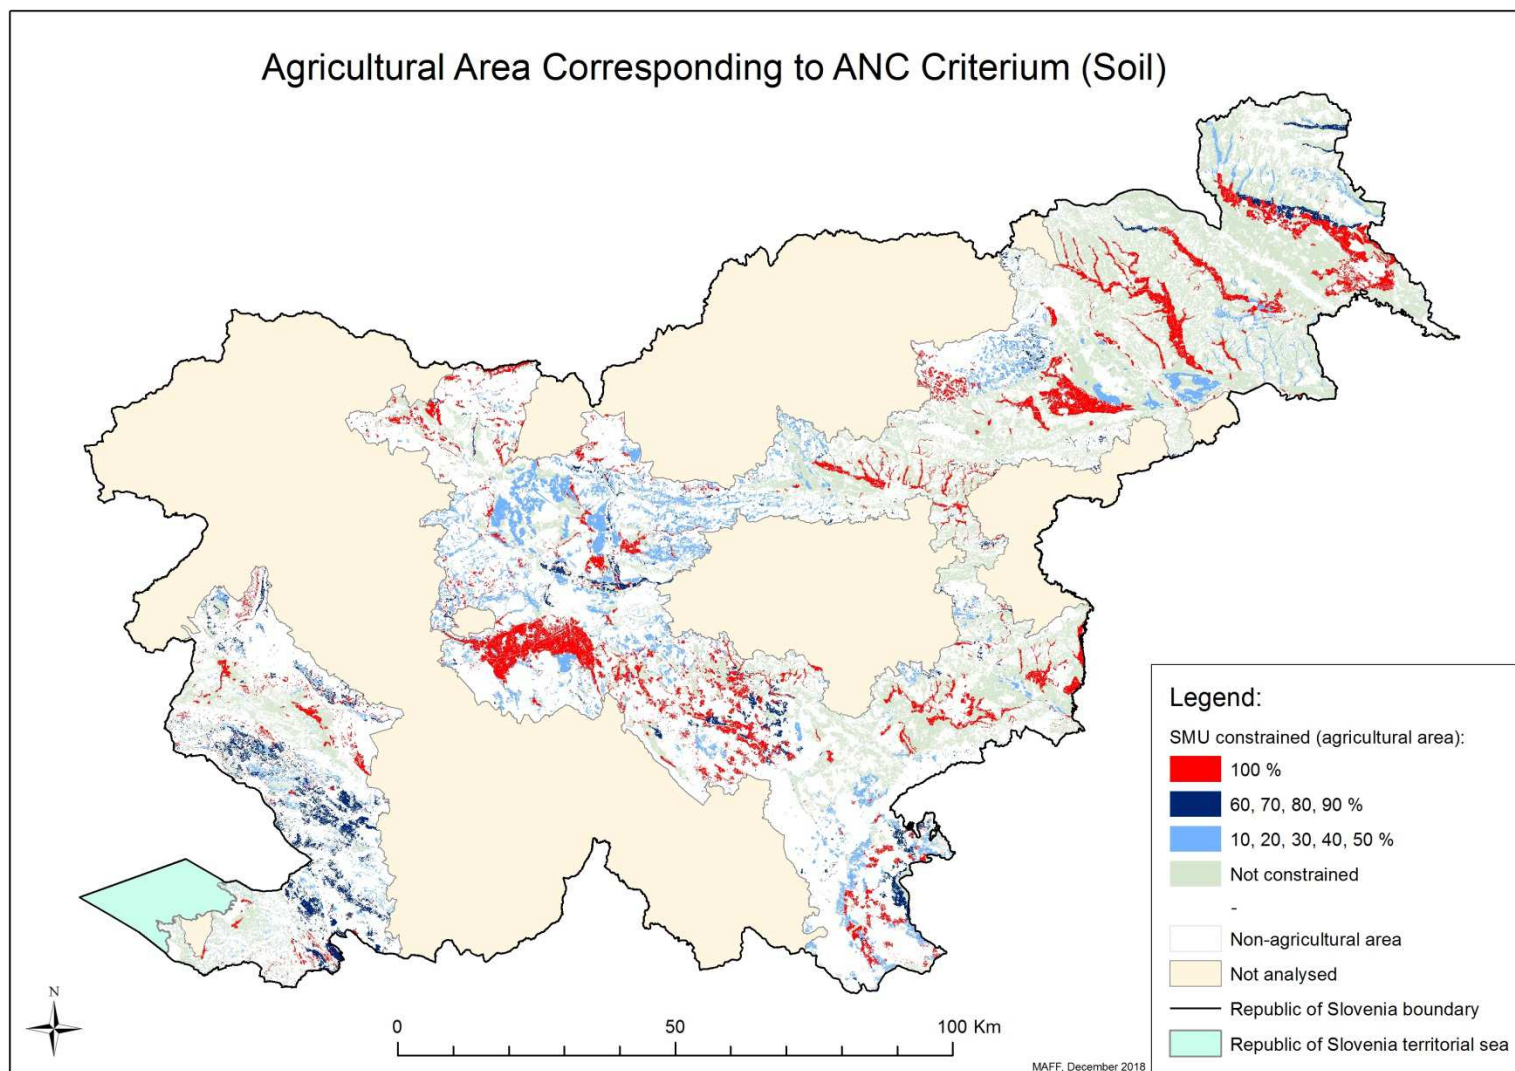 Agricultural Area Corresponding to ANC Criterium (Soil)
Legend:
SMU constrained (agricultural area):
100 %
60, 70, 80, 90 %
10, 20, 30, 40, 50 %
Not constrained
-
Non-agricultural area
Not analysed
Republic of Slovenia boundary
Republic of Slovenia territorial sea
N
0 50 100 Km
MAFF, December 2018